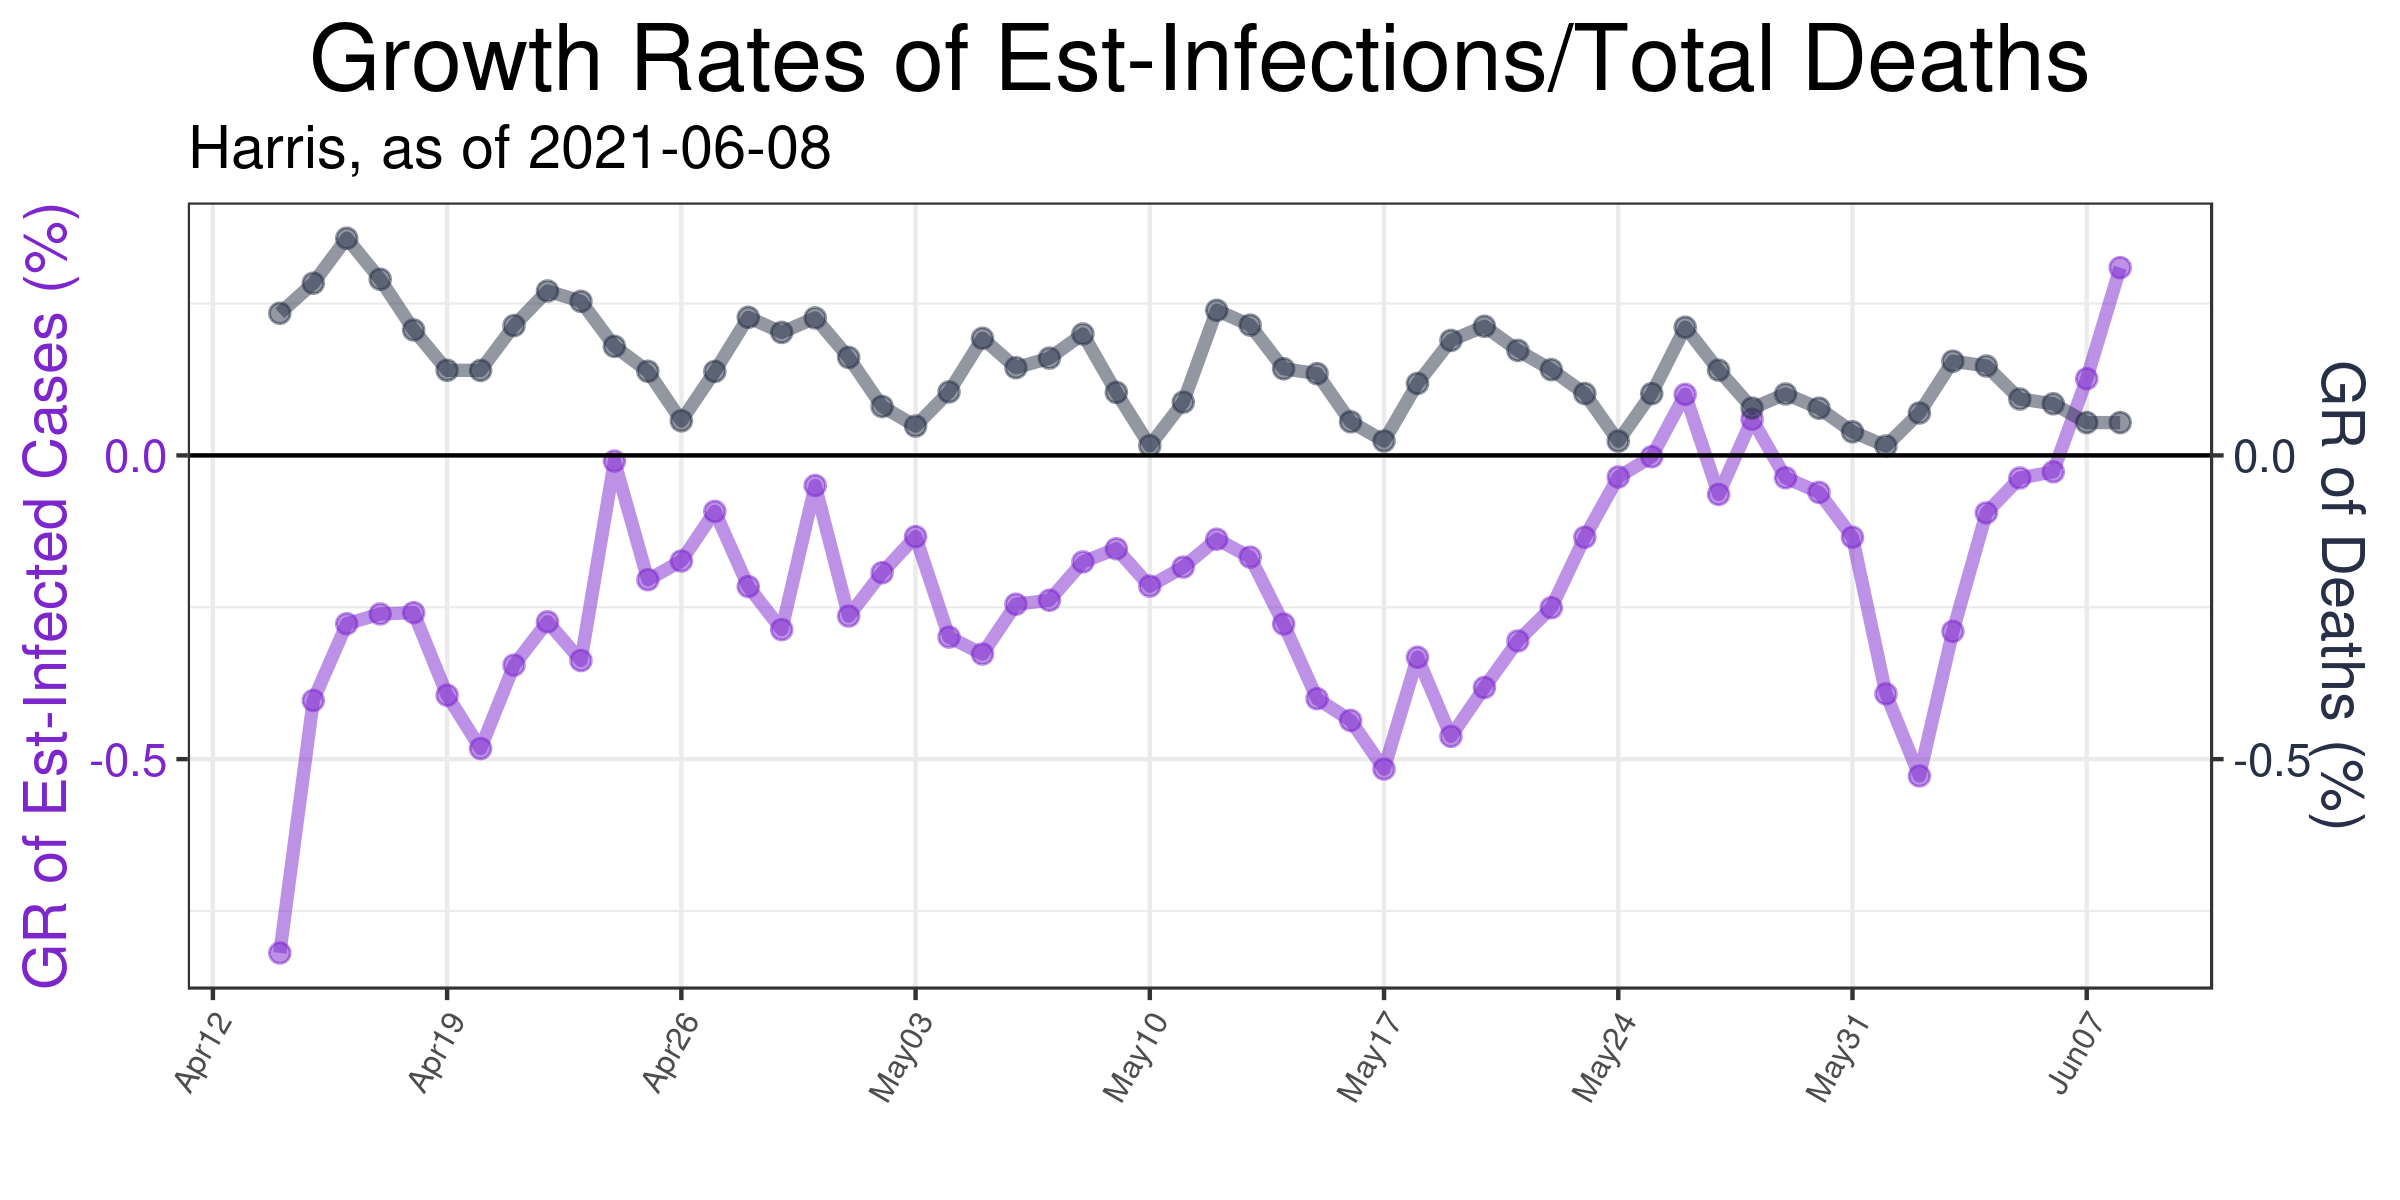 Growth Rates of Est-Infections/Total Deaths
Harris, as of 2021-06-08
GR of Est-Infected Cases (%)
0.0
-0.5
0.0
-0.5
GR of Deaths (%)
Apr12
Apr19
Apr26
May03
May10
May17
May24
May31
Jun07